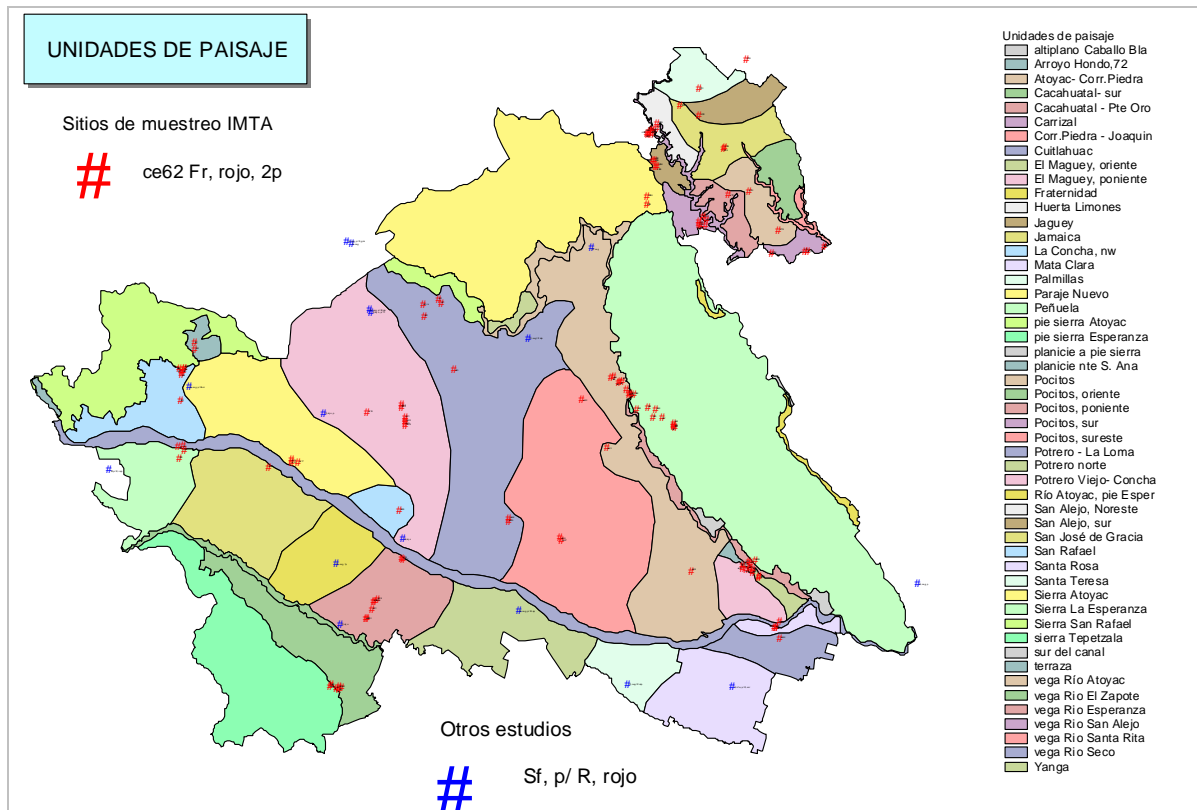 UNIDADES DE PAISAJE
Sitios de muestreo IMTA
# ce62 Fr, rojo, 2p
Otros estudios
# Sf, p/ R, rojo
Unidades de paisaje
altiplano Caballo Bla
Arroyo Hondo,72
Atoyac- Corr.Piedra
Cacahuatal- sur
Cacahuatal - Pte Oro
Carrizal
Corr.Piedra - Joaquin
Cuitlahuac
El Maguey, oriente
El Maguey, poniente
Fraternidad
Huerta Limones
Jaguey
Jamaica
La Concha, nw
Mata Clara
Palmillas
Paraje Nuevo
Peñuela
pie sierra Atoyac
pie sierra Esperanza
planicie a pie sierra
planicie nte S. Ana
Pocitos
Pocitos, oriente
Pocitos, poniente
Pocitos, sur
Pocitos, sureste
Potrero - La Loma
Potrero norte
Potrero Viejo- Concha
Río Atoyac, pie Esper
San Alejo, Noreste
San Alejo, sur
San José de Gracia
San Rafael
Santa Rosa
Santa Teresa
Sierra Atoyac
Sierra La Esperanza
Sierra San Rafael
sierra Tepetzala
sur del canal
terraza
vega Río Atoyac
vega Rio El Zapote
vega Rio Esperanza
vega Rio San Alejo
vega Rio Santa Rita
vega Rio Seco
Yanga